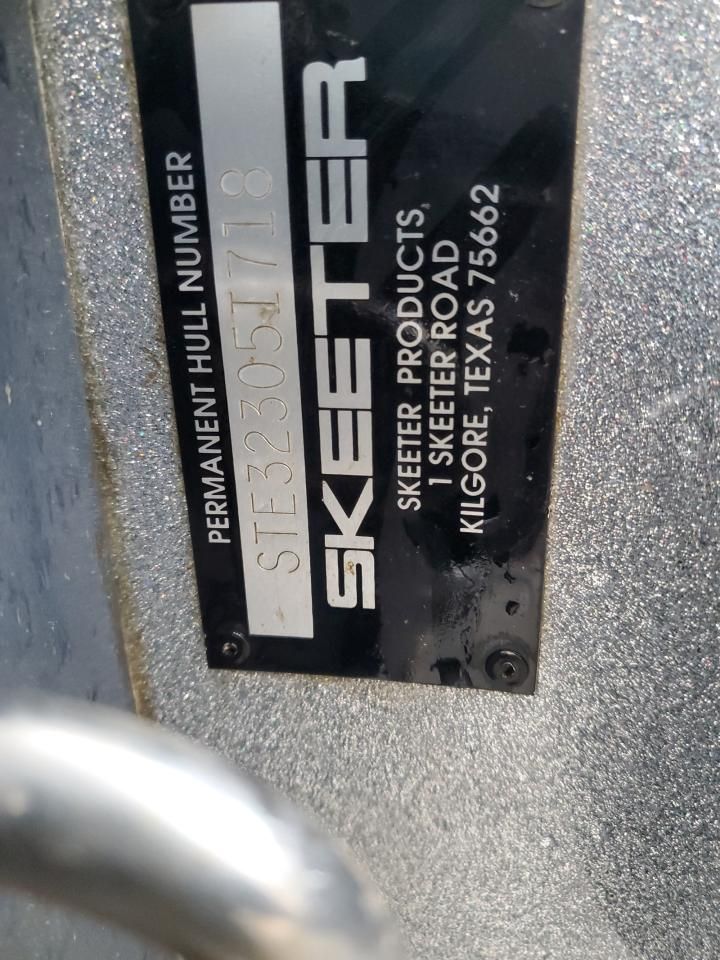 PERMANENT HULL NUMBER
STE32305I718
SKEETER
SKEETER PRODUCTS,
1 SKEETER ROAD
KILGORE, TEXAS 75662